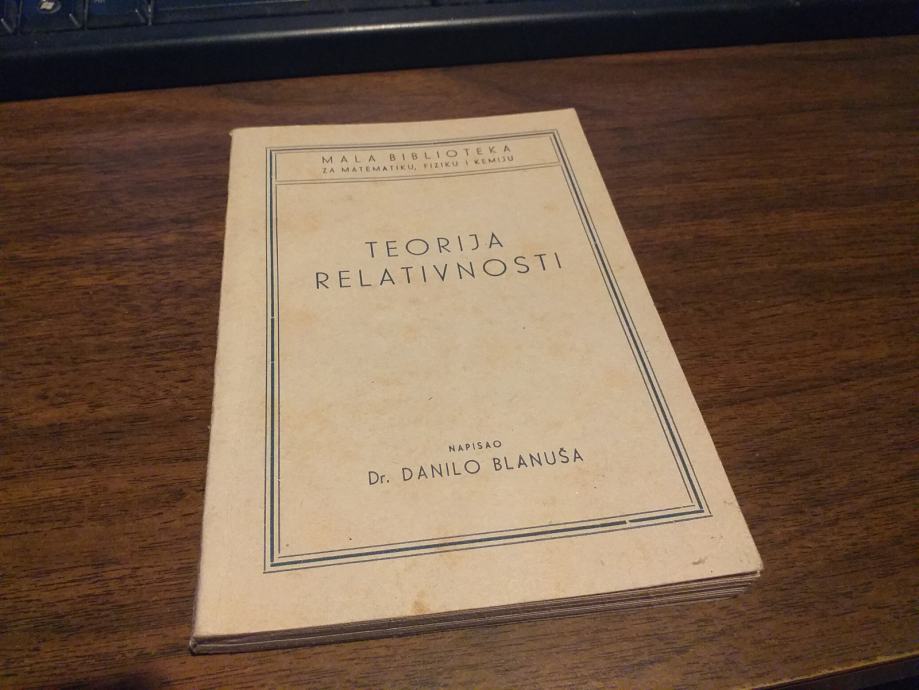 MALA BIBLIOTEKA
ZA MATEMATIKU, FIZIKU I KEMIJU
TEORIJA
RELATIVNOSTI
NAPISAO
Dr. DANILO BLANUŠA